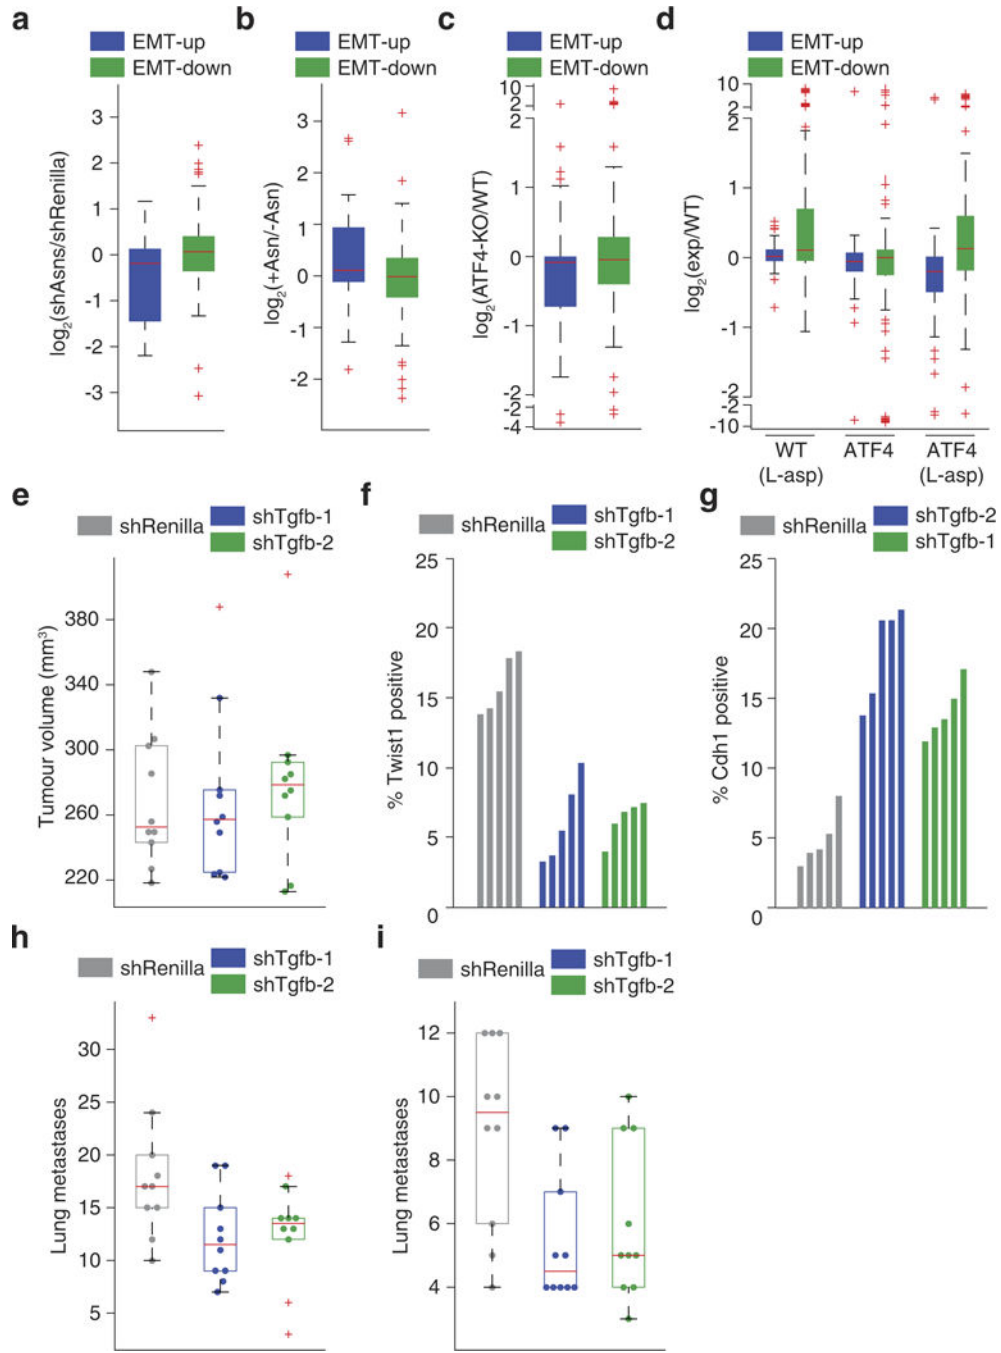 a
EMT-up
EMT-down
log2(shAsns/shRenilla)
3
2
1
0
-1
-2
-3
b
EMT-up
EMT-down
log2(+Asn/-Asn)
3
2
1
0
-1
-2
c
EMT-up
EMT-down
log2(ATF4-KO/WT)
10
2
2
1
0
-1
-2
-2
-4
d
EMT-up
EMT-down
log2(exp/WT)
10
2
2
1
0
-1
-2
-2
-10
WT
(L-asp)
ATF4
ATF4
(L-asp)
e
shRenilla
shTgfb-1
shTgfb-2
Tumour volume (mm³)
380
340
300
260
220
f
shRenilla
shTgfb-1
shTgfb-2
% Twist1 positive
25
20
15
10
5
0
g
shRenilla
shTgfb-2
shTgfb-1
% Cdh1 positive
25
20
15
10
5
0
h
shRenilla
shTgfb-1
shTgfb-2
Lung metastases
30
25
20
15
10
5
i
shRenilla
shTgfb-1
shTgfb-2
Lung metastases
12
10
8
6
4